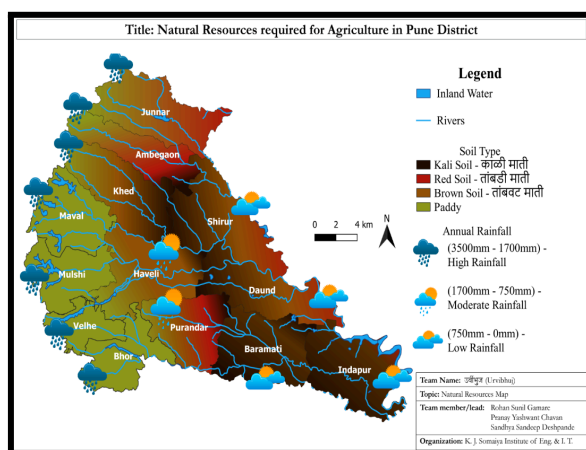 Title: Natural Resources required for Agriculture in Pune District
Junnar
Ambegaon
Khed
Maval
Shirur
Mulshi
Haveli
Daund
Velhe
Purandar
Bhor
Baramati
Indapur
0 2 4 km
N
Legend
Inland Water
Rivers
Soil Type
Kali Soil - काळी माती
Red Soil - तांबडी माती
Brown Soil - तांबवट माती
Paddy
Annual Rainfall
(3500mm - 1700mm) -
High Rainfall
(1700mm - 750mm) -
Moderate Rainfall
(750mm - 0mm) -
Low Rainfall
Team Name: उर्वीभुज (Urvibhuj)
Topic: Natural Resources Map
Team member/lead: Rohan Sunil Gamare
Pranay Yashwant Chavan
Sandhya Sandeep Deshpande
Organization: K. J. Somaiya Institute of Eng. & I. T.